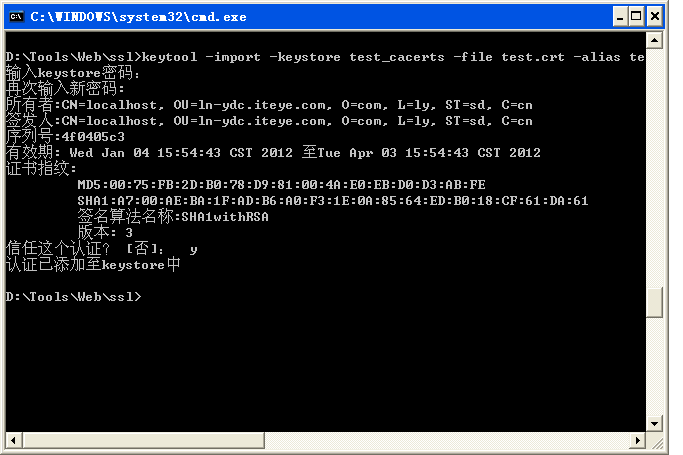 C:\WINDOWS\system32\cmd.exe
D:\Tools\Web\ssl>keytool -import -keystore test_cacerts -file test.crt -alias te
输入keystore密码:
再次输入新密码:
所有者:CN=localhost, OU=ln-ydc.iteye.com, O=com, L=ly, ST=sd, C=cn
签发人:CN=localhost, OU=ln-ydc.iteye.com, O=com, L=ly, ST=sd, C=cn
序列号:4f0405c3
有效期: Wed Jan 04 15:54:43 CST 2012 至Tue Apr 03 15:54:43 CST 2012
证书指纹:
MD5:00:75:FB:2D:B0:78:D9:81:00:4A:E0:EB:D0:D3:AB:FE
SHA1:A7:00:AE:BA:1F:AD:B6:A0:F3:1E:0A:85:64:ED:B0:18:CF:61:DA:61
签名算法名称:SHA1withRSA
版本: 3
信任这个认证? [否]: y
认证已添加至keystore中
D:\Tools\Web\ssl>